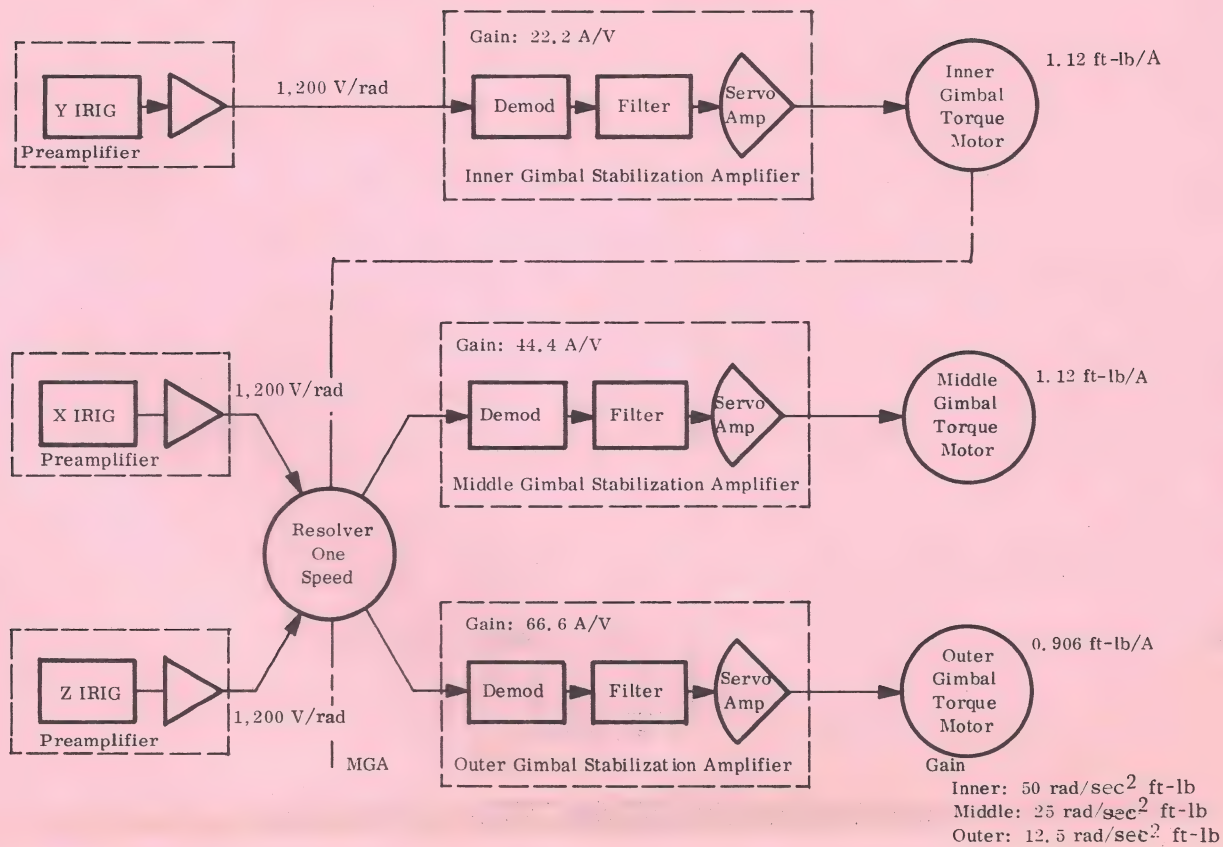 Gain: 22.2 A/V
1.12 ft-lb/A
Y IRIG
1,200 V/rad
Demod
Filter
Servo
Amp
Inner
Gimbal
Torque
Motor
Preamplifier
Inner Gimbal Stabilization Amplifier
Gain: 44.4 A/V
1.12 ft-lb/A
X IRIG
1,200 V/rad
Demod
Filter
Servo
Amp
Middle
Gimbal
Torque
Motor
Preamplifier
Middle Gimbal Stabilization Amplifier
Resolver
One
Speed
Gain: 66.6 A/V
0.906 ft-lb/A
Z IRIG
1,200 V/rad
Demod
Filter
Servo
Amp
Outer
Gimbal
Torque
Motor
Preamplifier
MGA
Outer Gimbal Stabilization Amplifier
Gain
Inner: 50 rad/sec² ft-lb
Middle: 25 rad/sec² ft-lb
Outer: 12.5 rad/sec² ft-lb